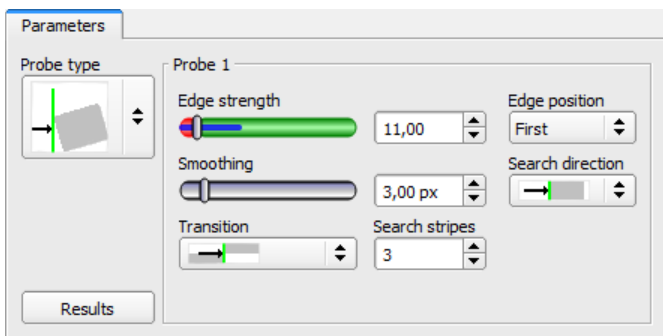 Parameters
Probe type
Probe 1
Edge strength
Edge position
11,00
First
Smoothing
Search direction
3,00 px
Transition
Search stripes
3
Results